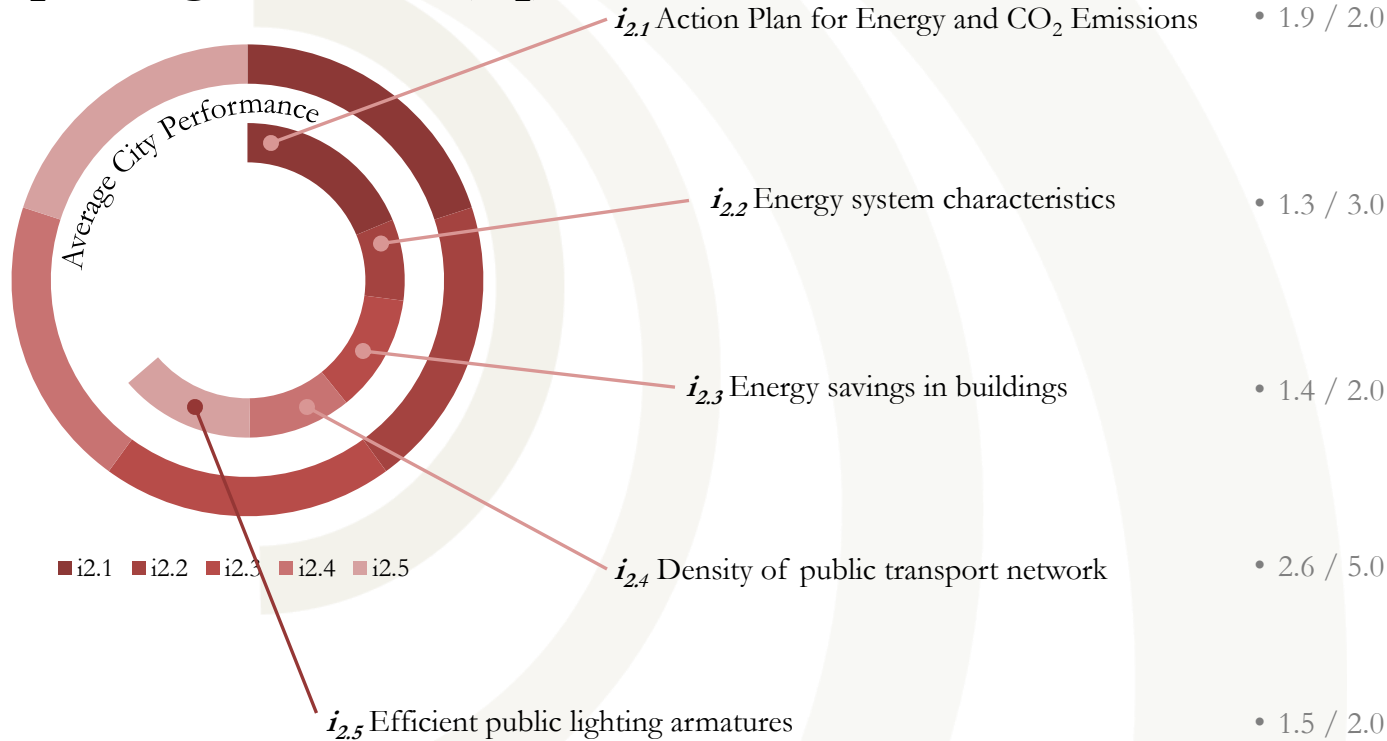 i2.1 Action Plan for Energy and CO2 Emissions • 1.9 / 2.0
Average City Performance
i2.2 Energy system characteristics • 1.3 / 3.0
i2.3 Energy savings in buildings • 1.4 / 2.0
i2.1 i2.2 i2.3 i2.4 i2.5
i2.4 Density of public transport network • 2.6 / 5.0
i2.5 Efficient public lighting armatures • 1.5 / 2.0